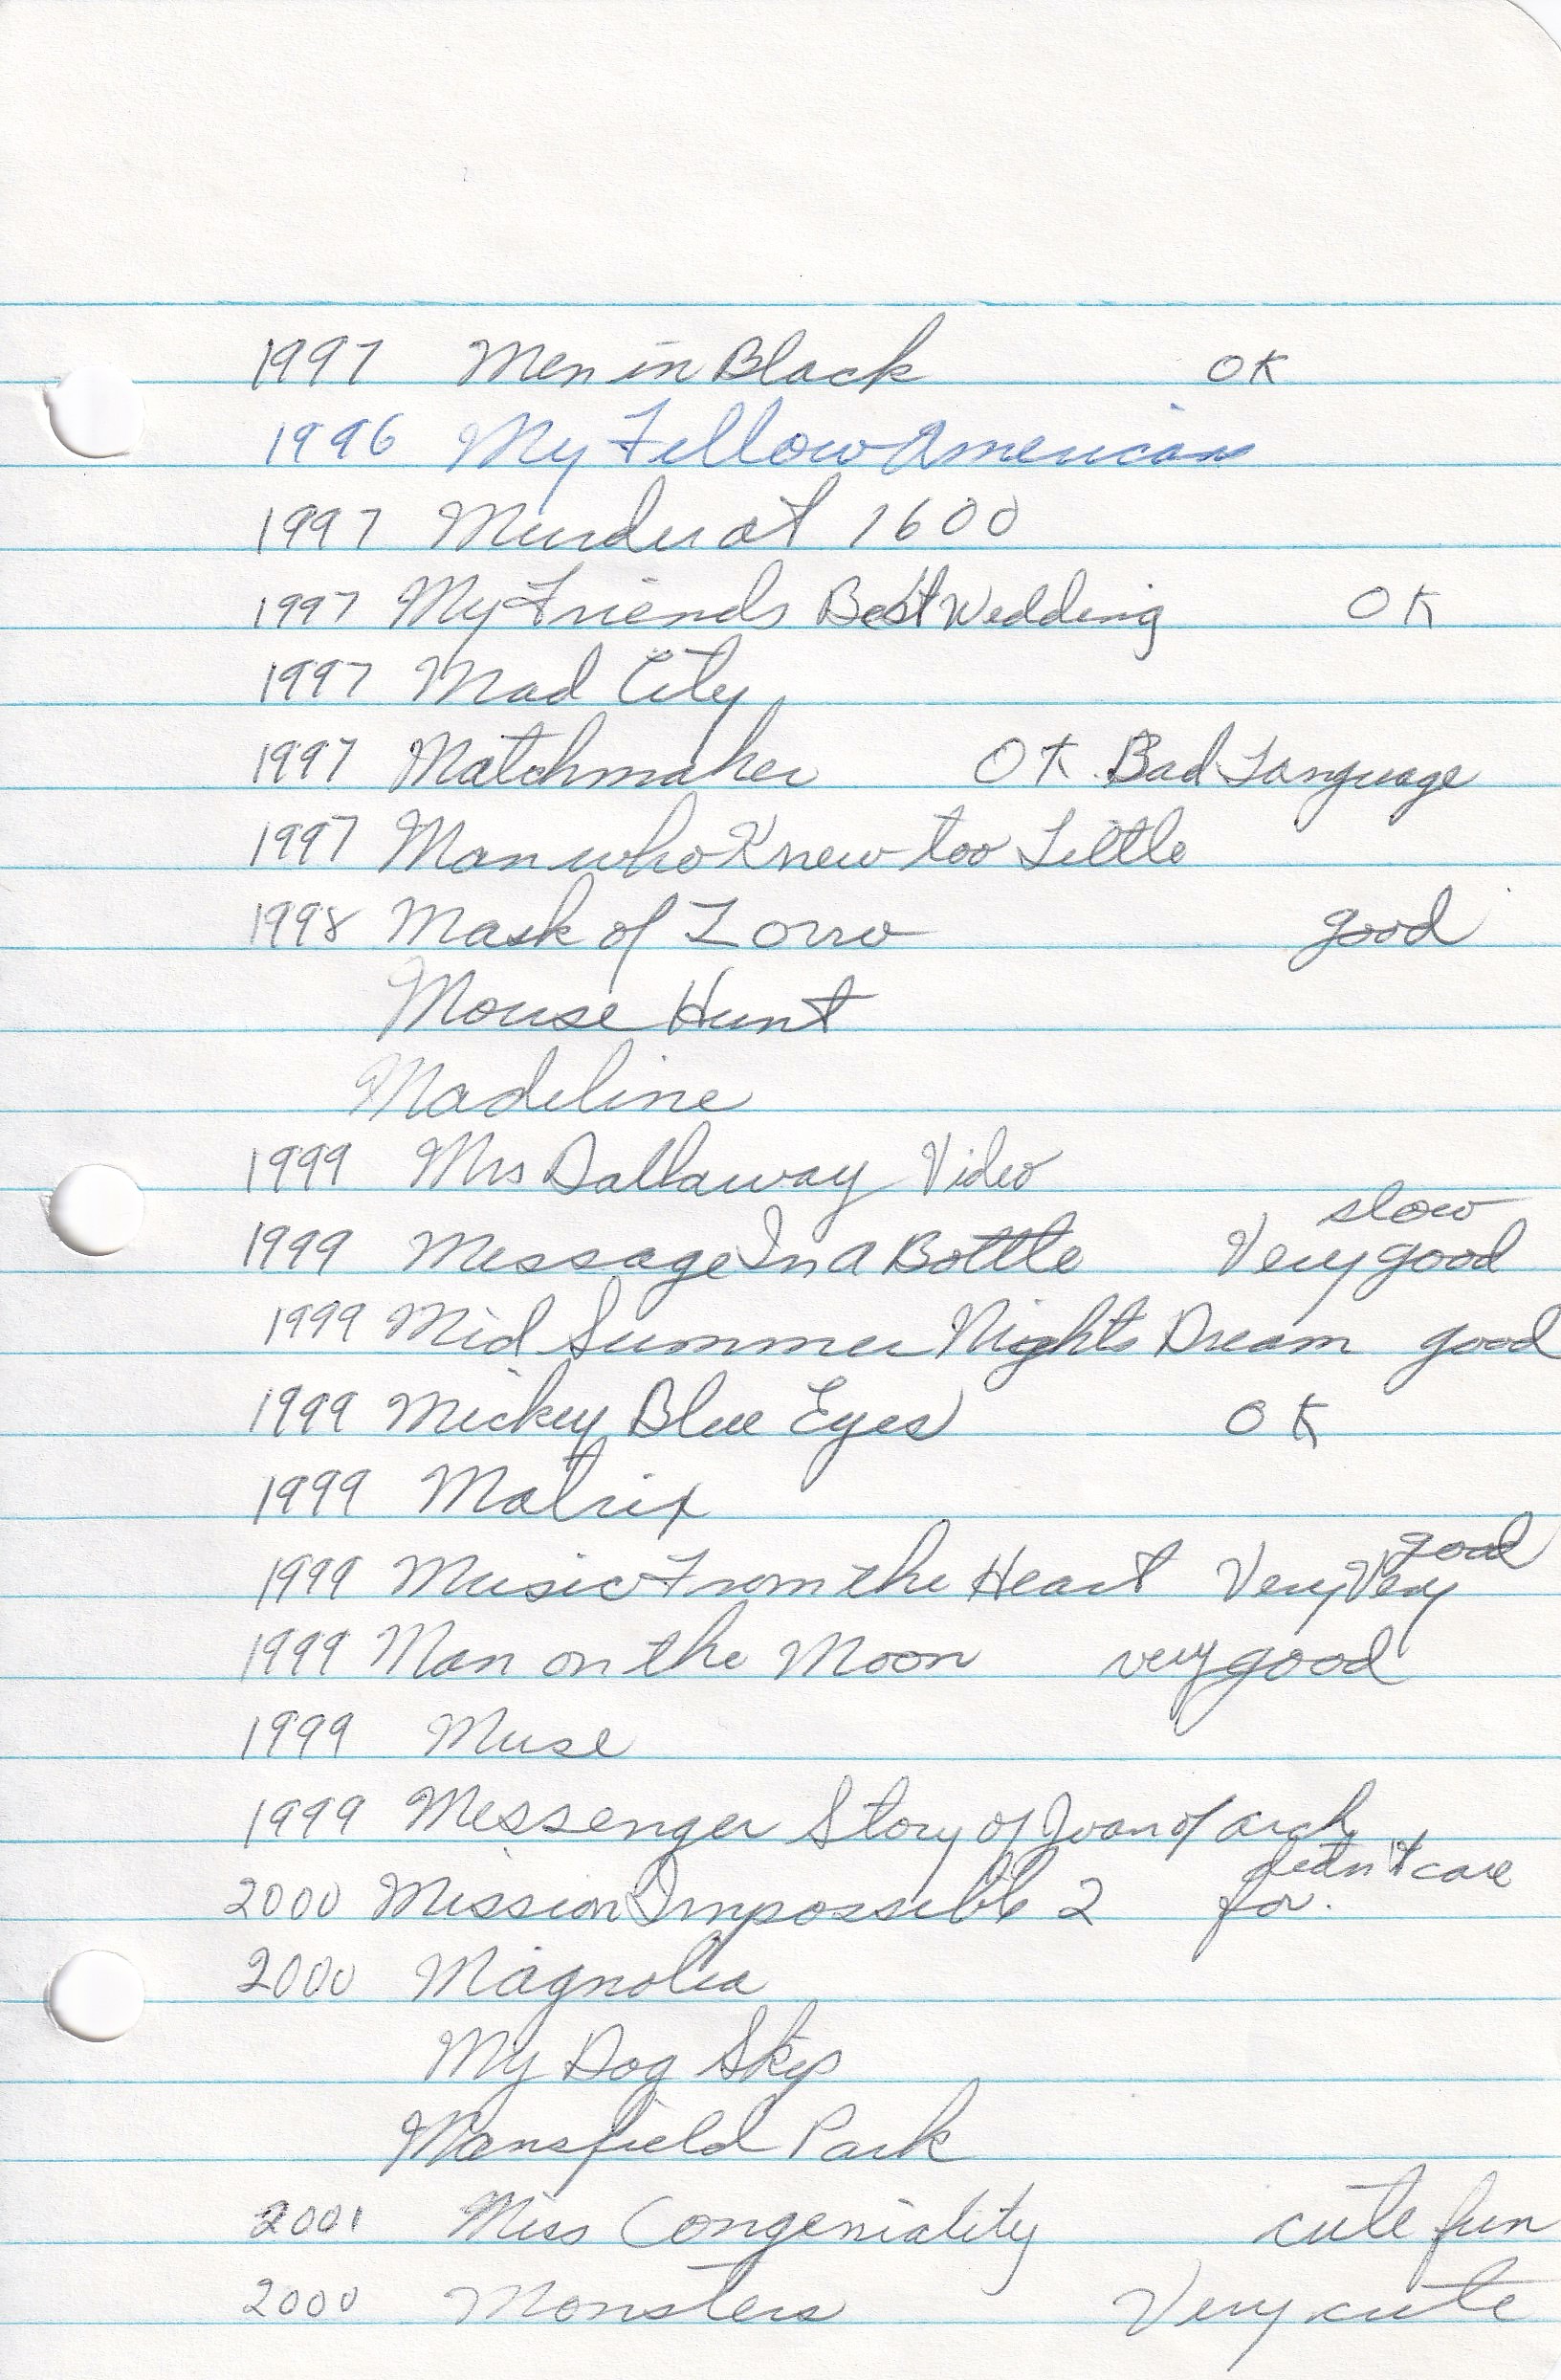 1997 Men in Black OK
1996 My Fellow Americans
1997 Murder at 1600
1997 My Friends Best Wedding OK
1997 Mad City
1997 Matchmaker OK Bad Language
1997 Man who Knew too Little
1998 Mask of Zorro good
Mouse Hunt
Madeline
1999 Mrs Dallaway Video
slow
1999 Message In a Bottle Very good
1999 Mid Summer Nights Dream good
1999 Mickey Blue Eyes OK
1999 Matrix
good
1999 Music From the Heart Very Very
1999 Man on the Moon very good
1999 Muse
1999 Messenger Story of Joan of arch
didn't care
2000 Mission Impossible 2 for.
2000 Magnolia
My Dog Skip
Mansfield Park
2001 Miss Congeniality cute fun
2000 Monsters Very cute